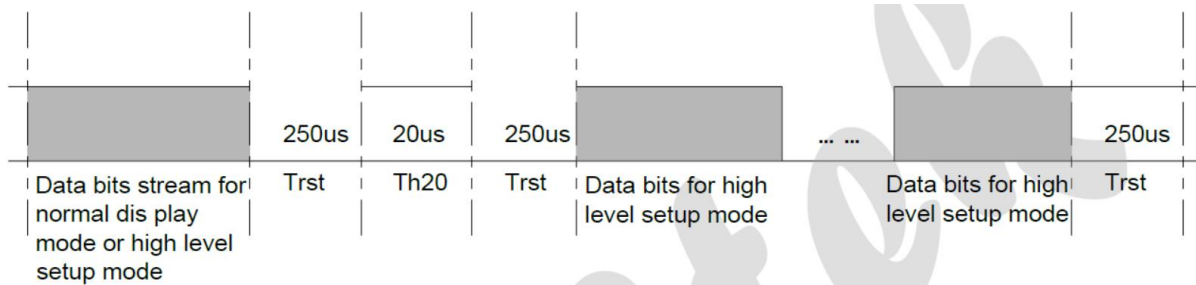 250us 20us 250us ... ... 250us
Trst Th20 Trst Trst
Data bits stream for
normal dis play
mode or high level
setup mode
Data bits for high
level setup mode
Data bits for high
level setup mode